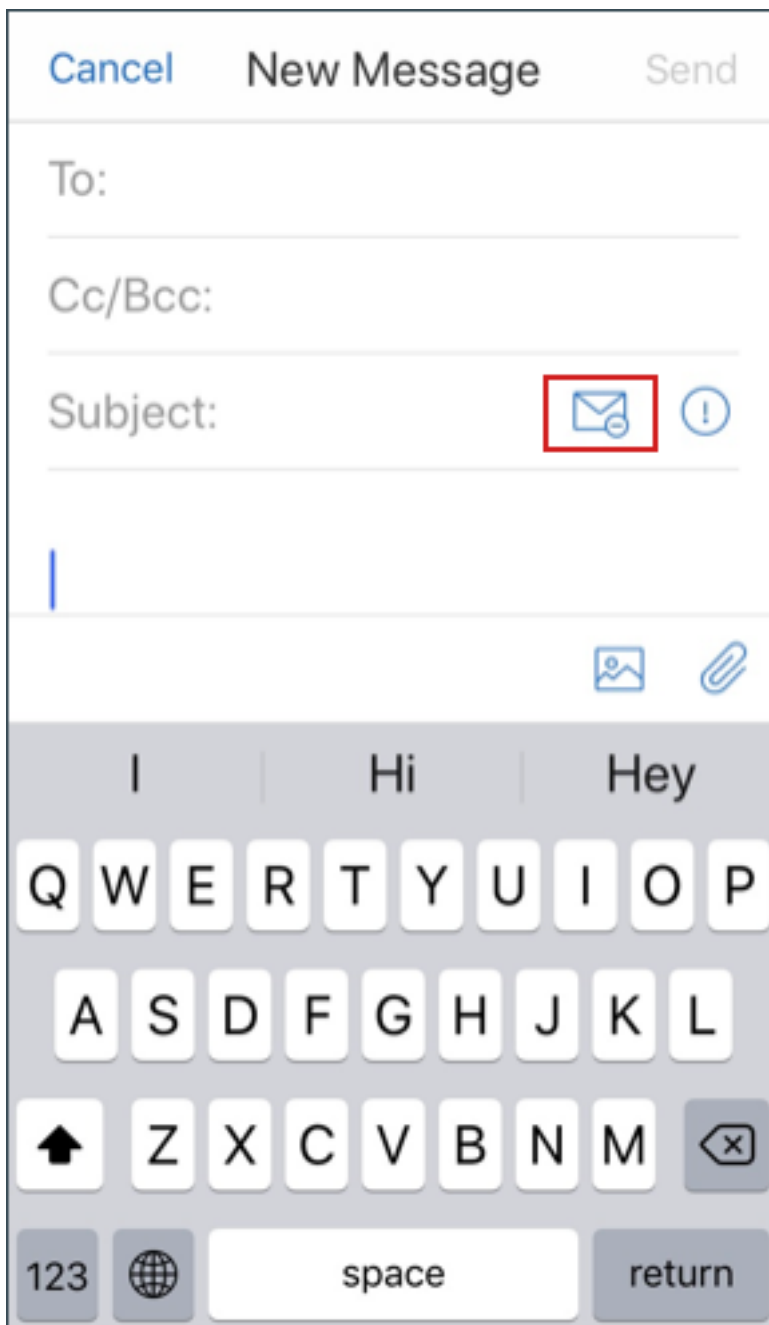 Cancel New Message Send
To:
Cc/Bcc:
Subject:
I Hi Hey
Q W E R T Y U I O P
A S D F G H J K L
Z X C V B N M
123 space return